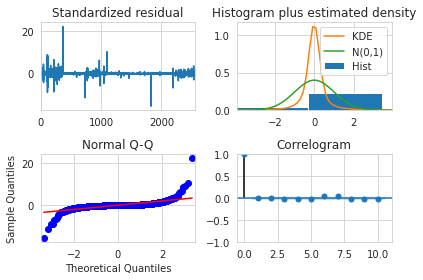 Standardized residual
20
0
0
1000
2000
Histogram plus estimated density
1.0
0.5
0.0
−2
0
2
KDE
N(0,1)
Hist
Normal Q-Q
Sample Quantiles
20
0
−2
0
2
Theoretical Quantiles
Correlogram
1.0
0.5
0.0
−0.5
−1.0
0.0
2.5
5.0
7.5
10.0